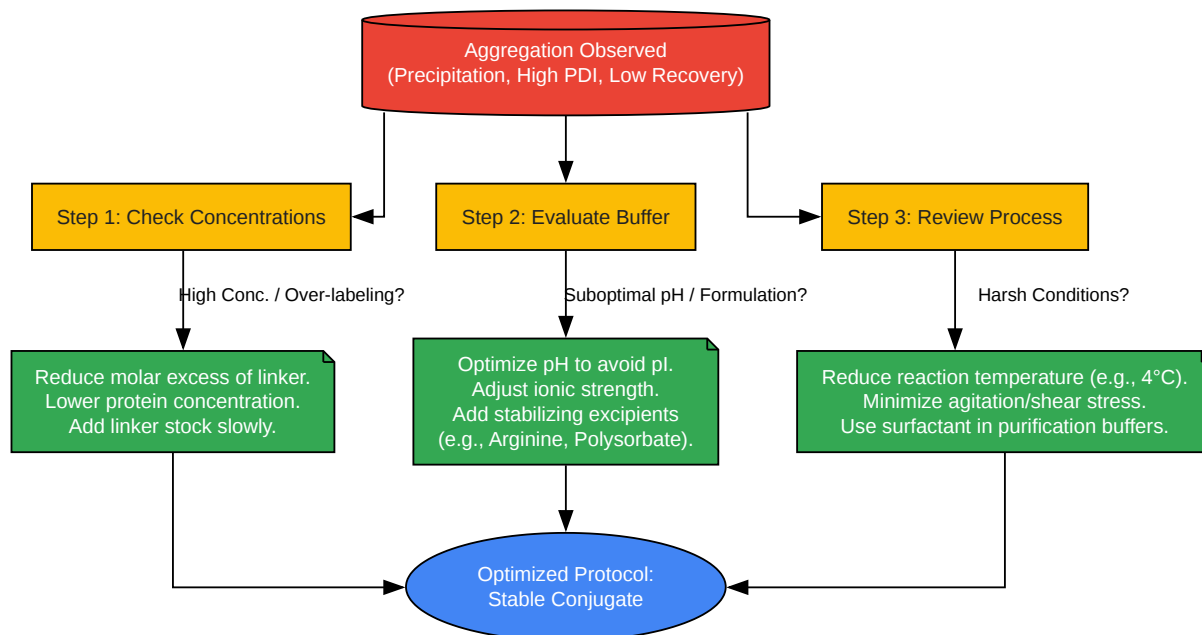 Aggregation Observed
(Precipitation, High PDI, Low Recovery)
Step 1: Check Concentrations
Step 2: Evaluate Buffer
Step 3: Review Process
High Conc. / Over-labeling?
Suboptimal pH / Formulation?
Harsh Conditions?
Reduce molar excess of linker.
Lower protein concentration.
Add linker stock slowly.
Optimize pH to avoid pI.
Adjust ionic strength.
Add stabilizing excipients
(e.g., Arginine, Polysorbate).
Reduce reaction temperature (e.g., 4°C).
Minimize agitation/shear stress.
Use surfactant in purification buffers.
Optimized Protocol:
Stable Conjugate